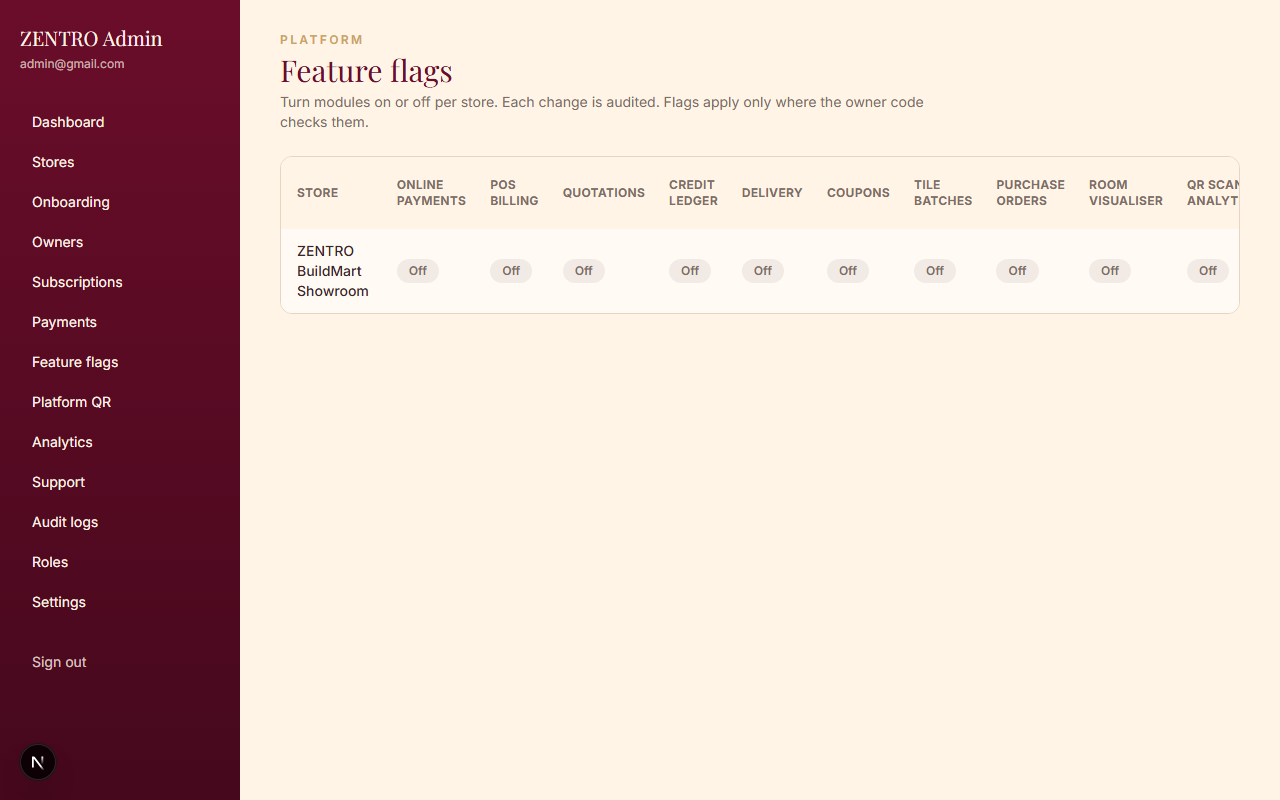 ZENTRO Admin
admin@gmail.com
Dashboard
Stores
Onboarding
Owners
Subscriptions
Payments
Feature flags
Platform QR
Analytics
Support
Audit logs
Roles
Settings
Sign out
N
PLATFORM
Feature flags
Turn modules on or off per store. Each change is audited. Flags apply only where the owner code
checks them.
STORE
ONLINE
PAYMENTS
POS
BILLING
QUOTATIONS
CREDIT
LEDGER
DELIVERY
COUPONS
TILE
BATCHES
PURCHASE
ORDERS
ROOM
VISUALISER
QR SCAN
ANALYT
ZENTRO
BuildMart
Showroom
Off
Off
Off
Off
Off
Off
Off
Off
Off
Off